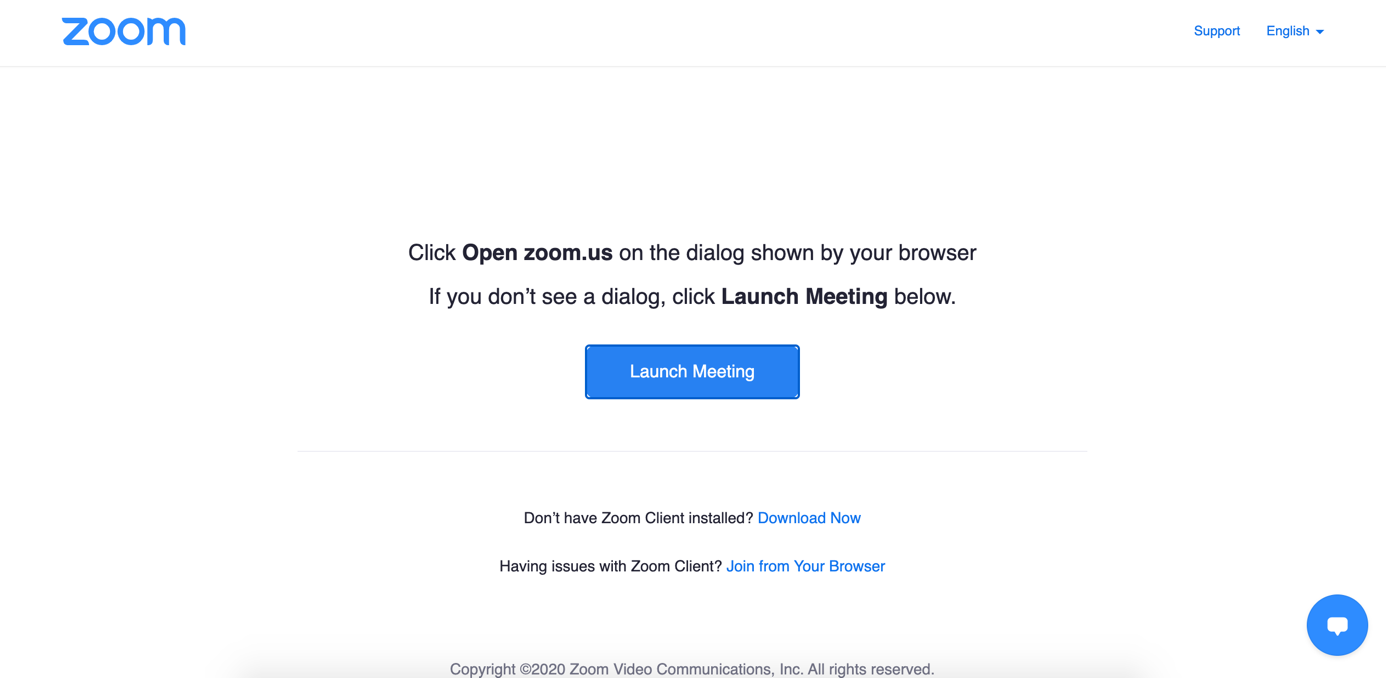 zoom
Support English
Click Open zoom.us on the dialog shown by your browser
If you don’t see a dialog, click Launch Meeting below.
Launch Meeting
Don’t have Zoom Client installed? Download Now
Having issues with Zoom Client? Join from Your Browser
Copyright ©2020 Zoom Video Communications, Inc. All rights reserved.